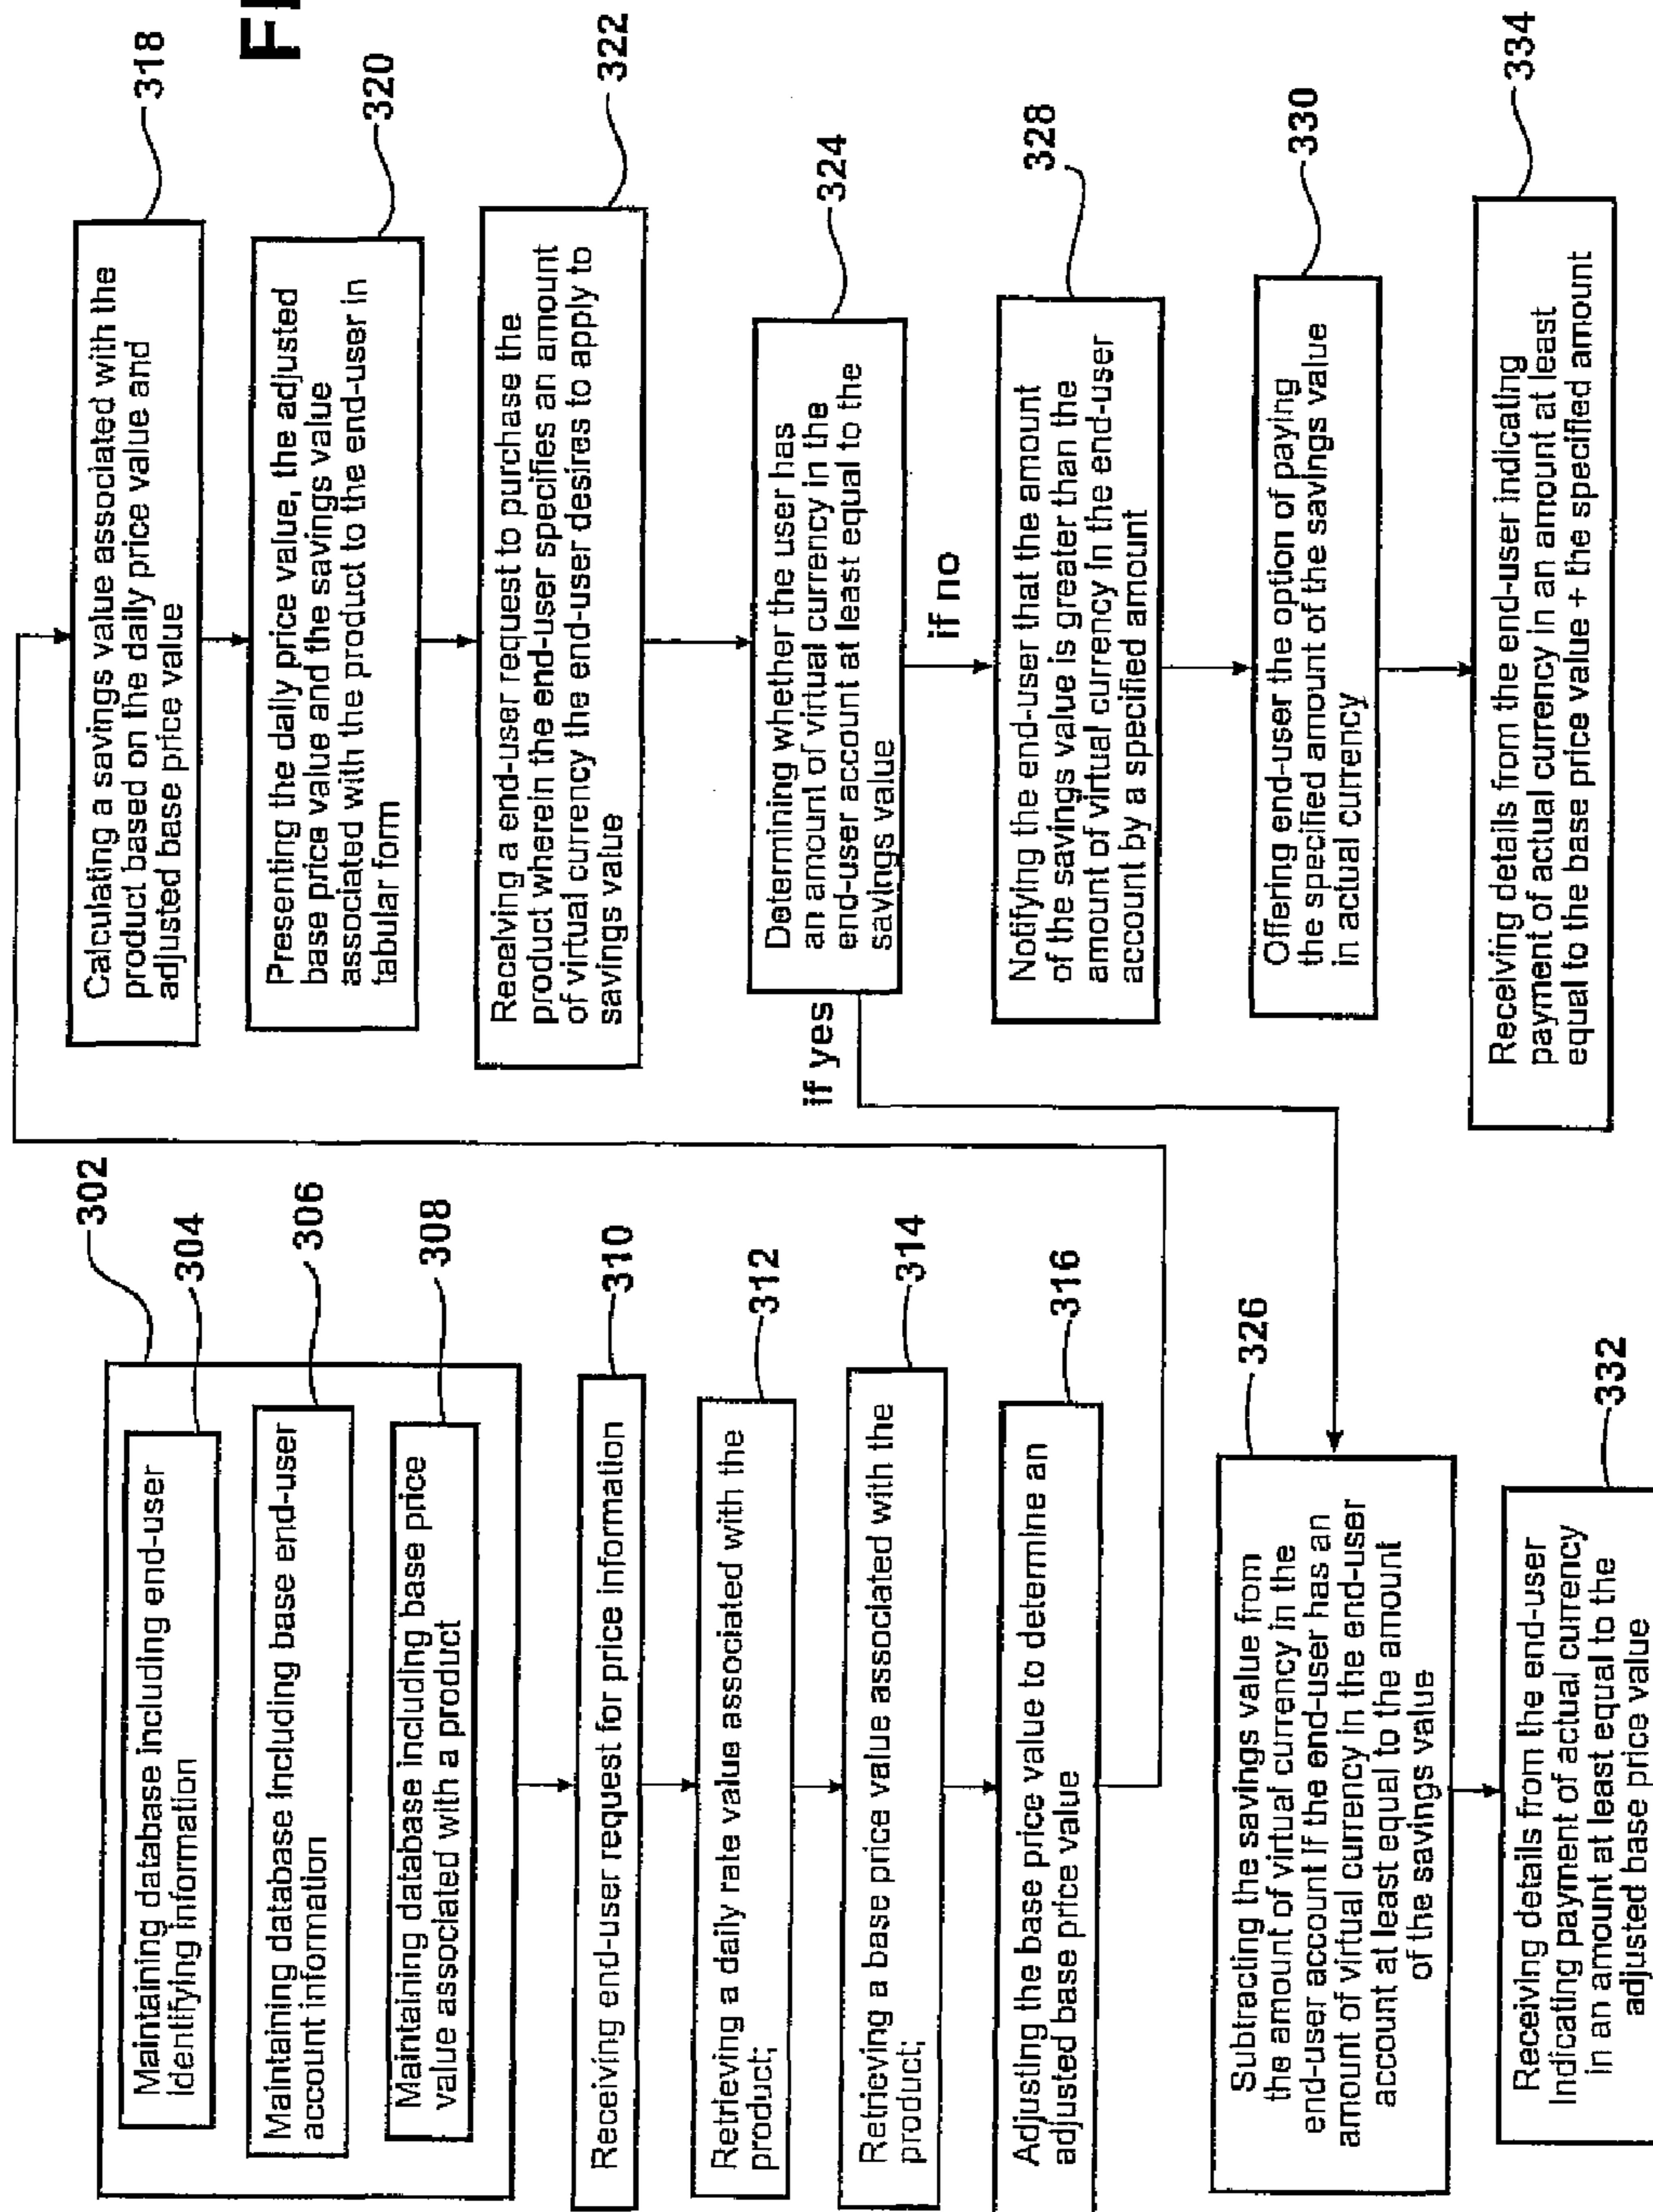 FI
302
304
Maintaining database including end-user
identifying information
306
Maintaining database including base end-user
account information
308
Maintaining database including base price
value associated with a product
310
Receiving end-user request for price information
312
Retrieving a daily rate value associated with the
product;
314
Retrieving a base price value associated with the
product;
316
Adjusting the base price value to determine an
adjusted base price value
318
Calculating a savings value associated with the
product based on the daily price value and
adjusted base price value
320
Presenting the daily price value, the adjusted
base price value and the savings value
associated with the product to the end-user in
tabular form
322
Receiving a end-user request to purchase the
product wherein the end-user specifies an amount
of virtual currency the end-user desires to apply to
savings value
324
Determining whether the user has
an amount of virtual currency in the
end-user account at least equal to the
savings value
if yes
if no
326
Subtracting the savings value from
the amount of virtual currency in the
end-user account if the end-user has an
amount of virtual currency in the end-user
account at least equal to the amount
of the savings value
328
Notifying the end-user that the amount
of the savings value is greater than the
amount of virtual currency in the end-user
account by a specified amount
330
Offering end-user the option of paying
the specified amount of the savings value
in actual currency
332
Receiving details from the end-user
Indicating payment of actual currency
in an amount at least equal to the
adjusted base price value
334
Receiving details from the end-user indicating
payment of actual currency in an amount at least
equal to the base price value + the specified amount